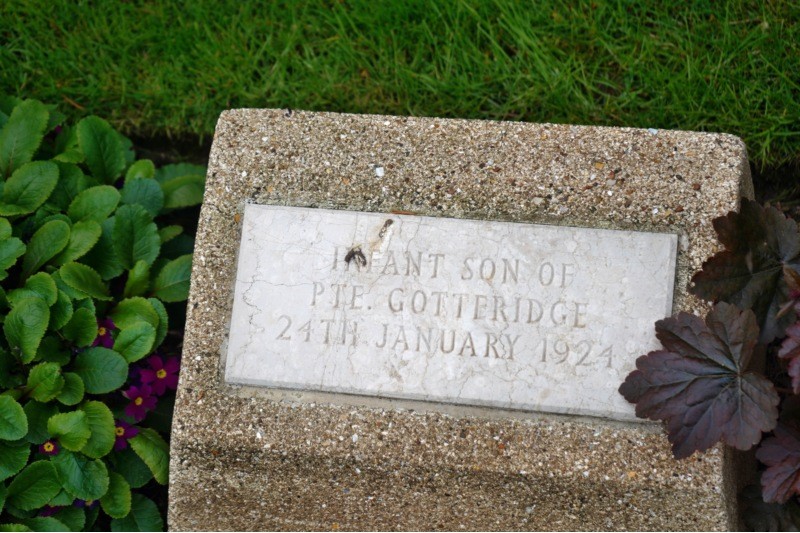 INFANT SON OF
PTE. GOTTERIDGE
24TH JANUARY 1924